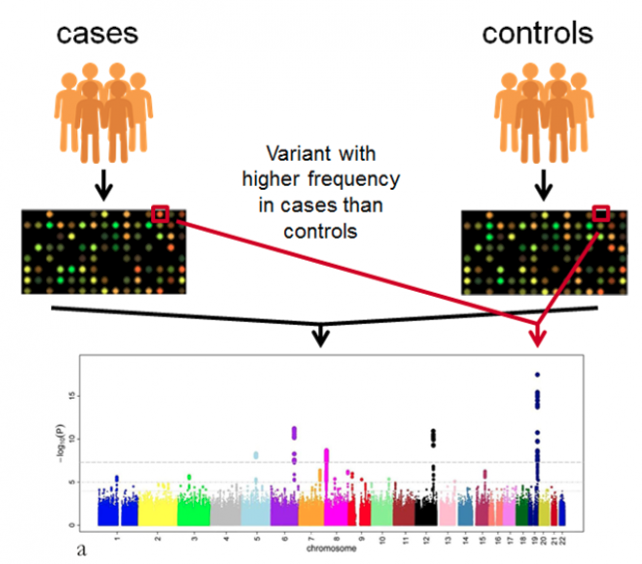 cases
controls
Variant with
higher frequency
in cases than
controls
-log10(P)
15
10
5
0
1 2 3 4 5 6 7 8 9 10 11 12 13 14 15 16 17 18 19 20 21 22
chromosome
a